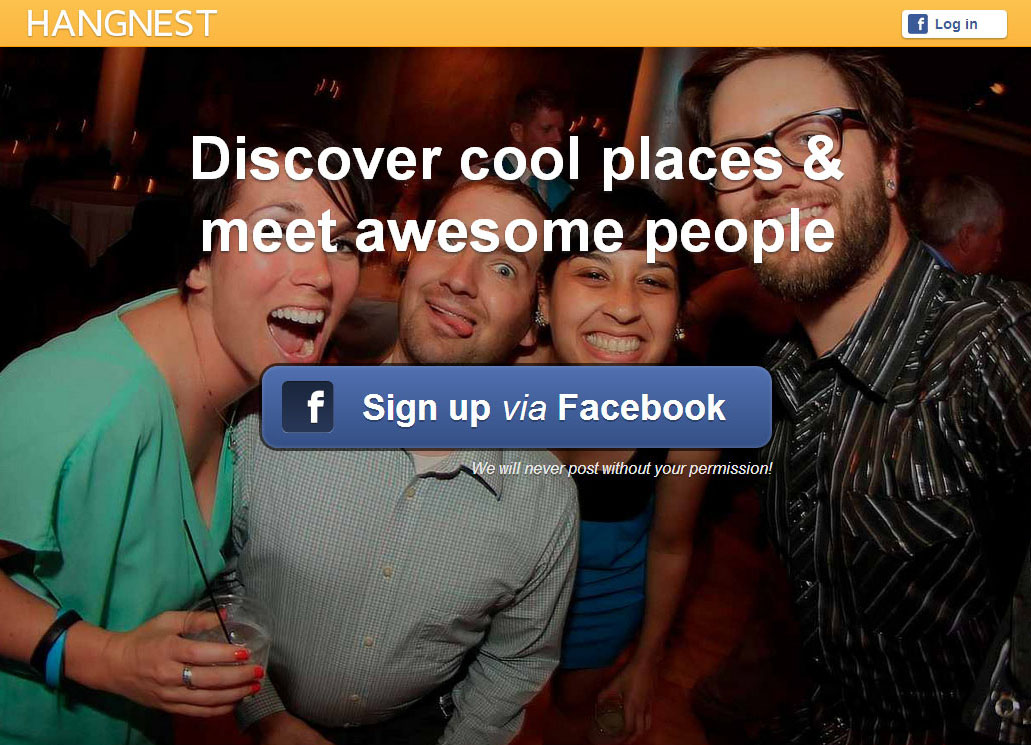 HANGNEST
f Log in
Discover cool places &
meet awesome people
f Sign up via Facebook
We will never post without your permission!